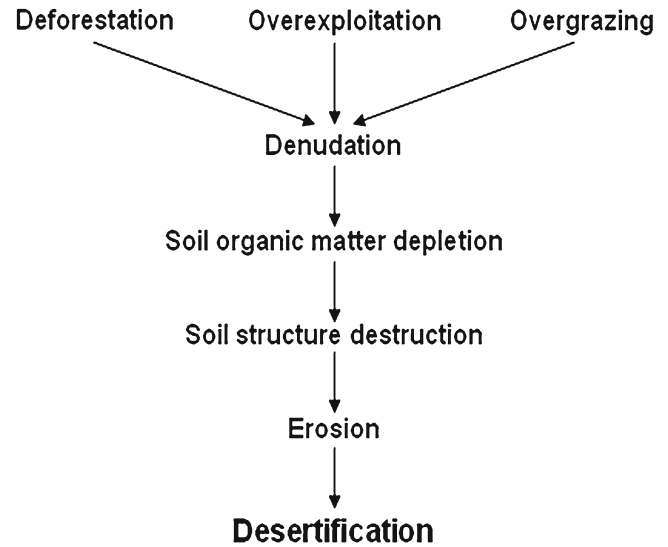 Deforestation Overexploitation Overgrazing
Denudation
Soil organic matter depletion
Soil structure destruction
Erosion
Desertification